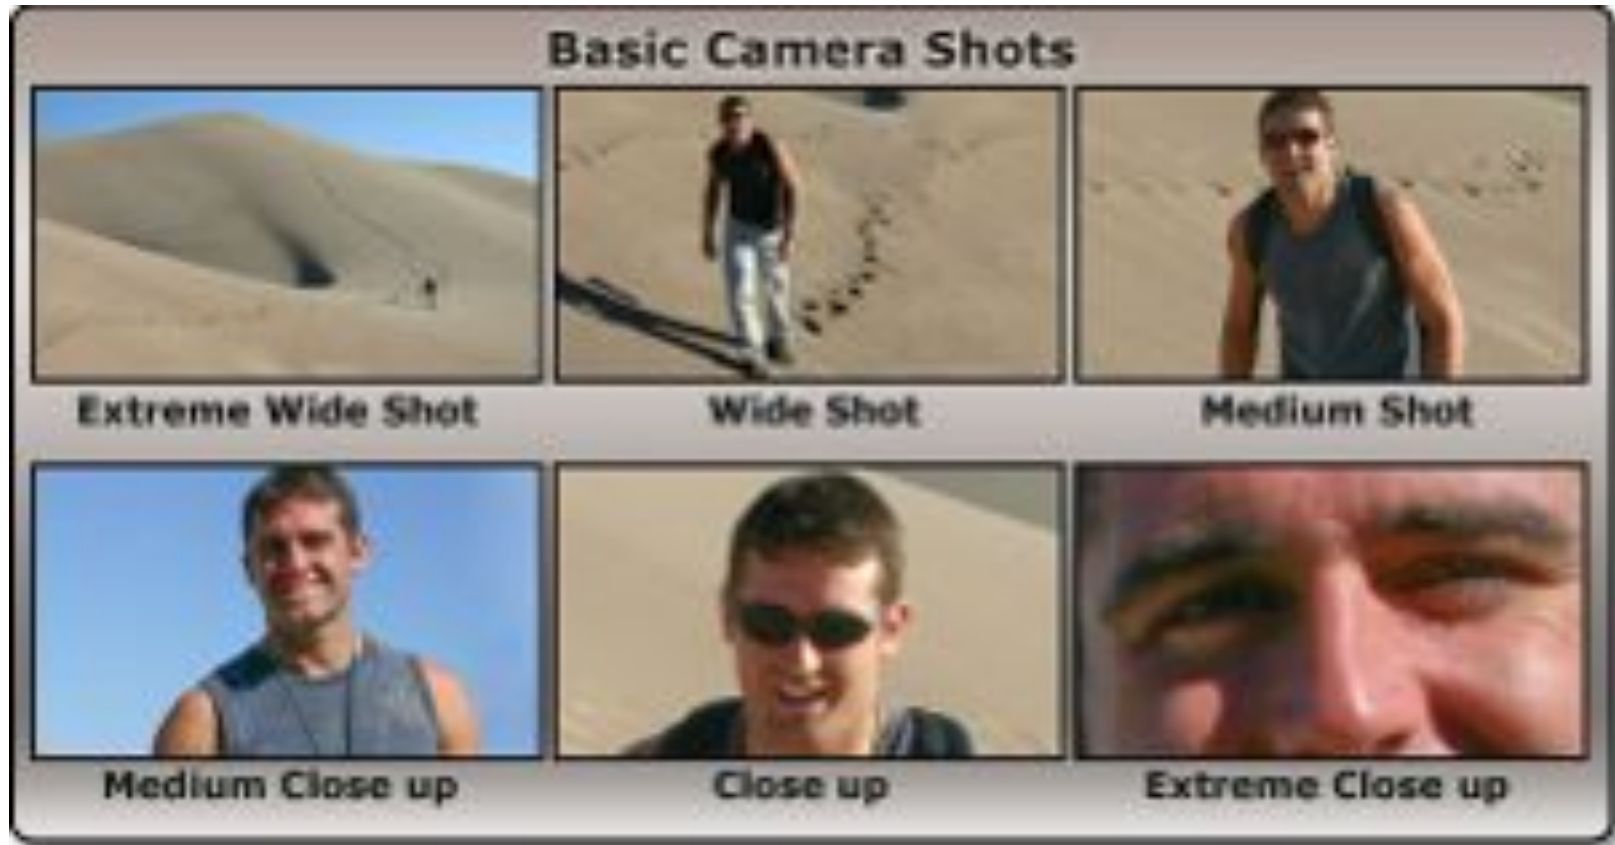 Basic Camera Shots
Extreme Wide Shot
Wide Shot
Medium Shot
Medium Close up
Close up
Extreme Close up